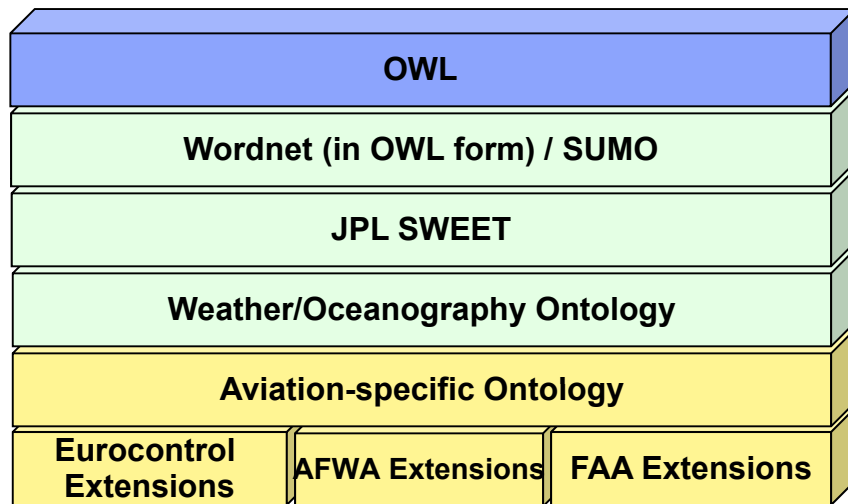 OWL
Wordnet (in OWL form) / SUMO
JPL SWEET
Weather/Oceanography Ontology
Aviation-specific Ontology
Eurocontrol
Extensions
AFWA Extensions
FAA Extensions